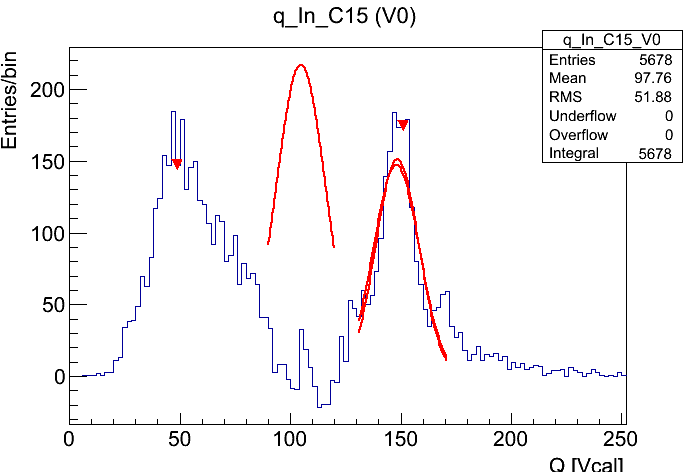 q_In_C15 (V0)
q_In_C15_V0
Entries 5678
Mean 97.76
RMS 51.88
Underflow 0
Overflow 0
Integral 5678
Entries/bin
200
150
100
50
0
0 50 100 150 200 250
Q [Vcal]